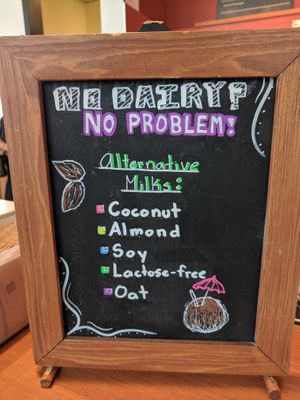 NO DAIRY?
NO PROBLEM!
Alternative
Milks:
Coconut
Almond
Soy
Lactose-free
Oat